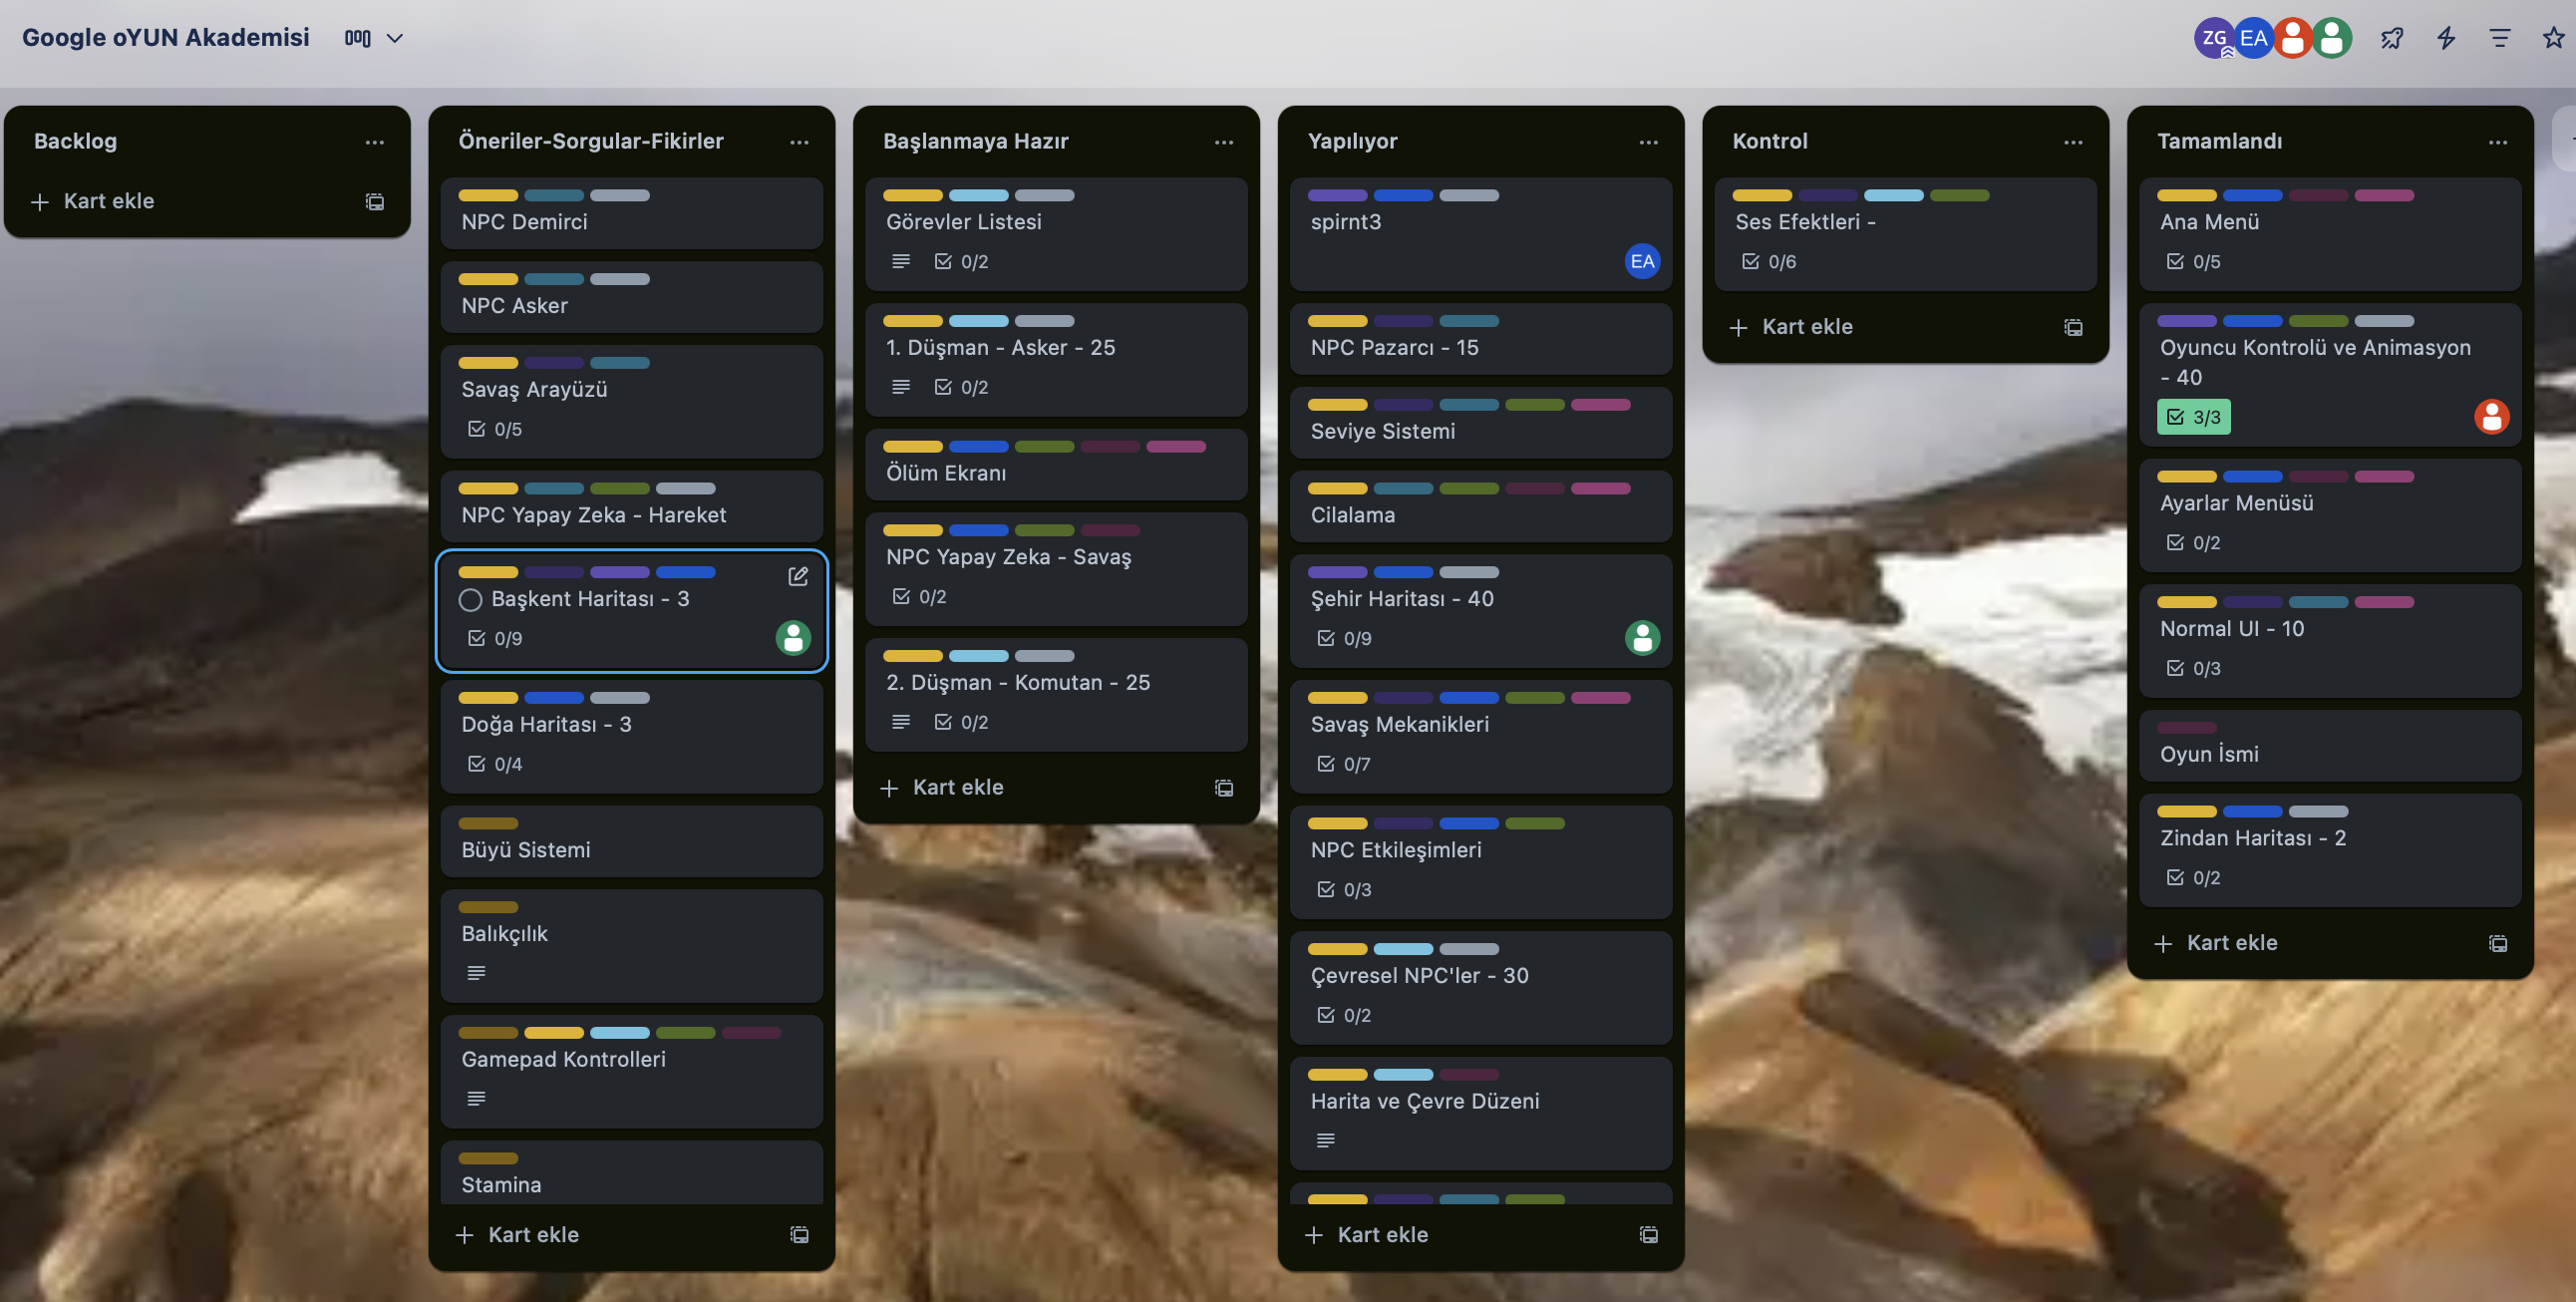 Google oYUN Akademisi
ZG
EA
Backlog
Kart ekle
Öneriler-Sorgular-Fikirler
NPC Demirci
NPC Asker
Savaş Arayüzü
0/5
NPC Yapay Zeka - Hareket
Başkent Haritası - 3
0/9
Doğa Haritası - 3
0/4
Büyü Sistemi
Balıkçılık
Gamepad Kontrolleri
Stamina
Kart ekle
Başlanmaya Hazır
Görevler Listesi
0/2
1. Düşman - Asker - 25
0/2
Ölüm Ekranı
NPC Yapay Zeka - Savaş
0/2
2. Düşman - Komutan - 25
0/2
Kart ekle
Yapılıyor
spirnt3
EA
NPC Pazarcı - 15
Seviye Sistemi
Cilalama
Şehir Haritası - 40
0/9
Savaş Mekanikleri
0/7
NPC Etkileşimleri
0/3
Çevresel NPC'ler - 30
0/2
Harita ve Çevre Düzeni
Kart ekle
Kontrol
Ses Efektleri -
0/6
Kart ekle
Tamamlandı
Ana Menü
0/5
Oyuncu Kontrolü ve Animasyon
- 40
3/3
Ayarlar Menüsü
0/2
Normal UI - 10
0/3
Oyun İsmi
Zindan Haritası - 2
0/2
Kart ekle